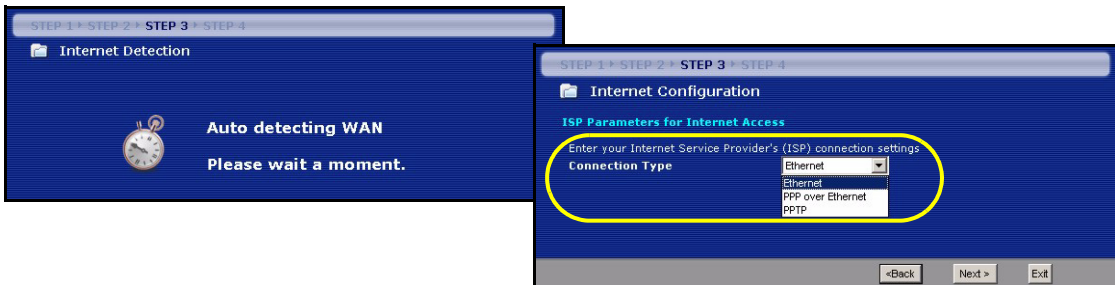 STEP 1 STEP 2 STEP 3 STEP 4
Internet Detection
Auto detecting WAN
Please wait a moment.
STEP 1 STEP 2 STEP 3 STEP 4
Internet Configuration
ISP Parameters for Internet Access
Enter your Internet Service Provider's (ISP) connection settings
Connection Type Ethernet
Ethernet
PPP over Ethernet
PPTP
<Back Next > Exit